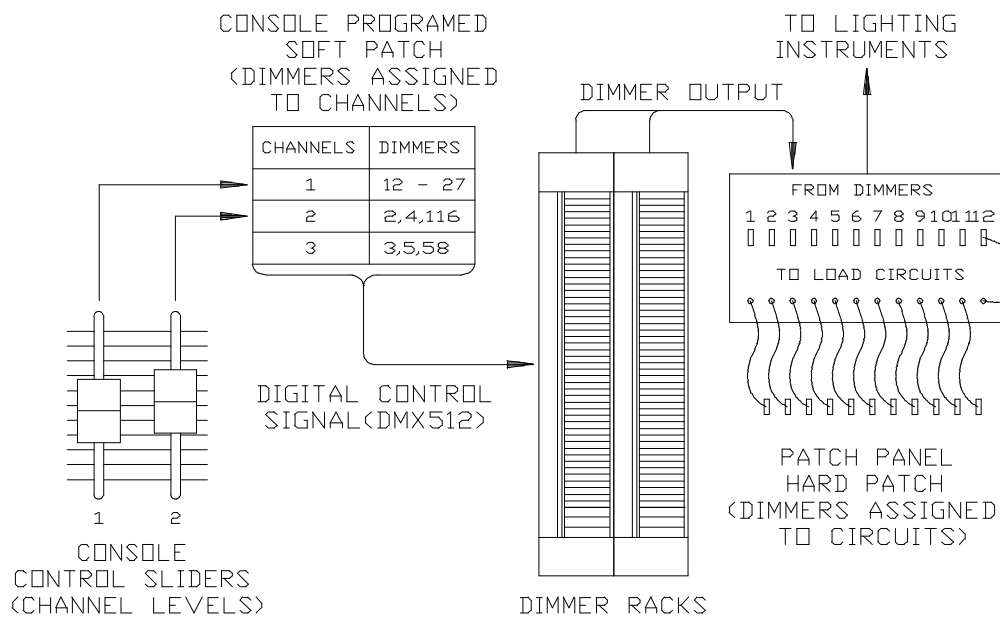 CONSOLE PROGRAMED
SOFT PATCH
(DIMMERS ASSIGNED
TO CHANNELS)
CHANNELS DIMMERS
1 12 - 27
2 2,4,116
3 3,5,58
DIGITAL CONTROL
SIGNAL(DMX512)
1 2
CONSOLE
CONTROL SLIDERS
(CHANNEL LEVELS)
DIMMER OUTPUT
DIMMER RACKS
TO LIGHTING
INSTRUMENTS
FROM DIMMERS
1 2 3 4 5 6 7 8 9 10 11 12
TO LOAD CIRCUITS
PATCH PANEL
HARD PATCH
(DIMMERS ASSIGNED
TO CIRCUITS)